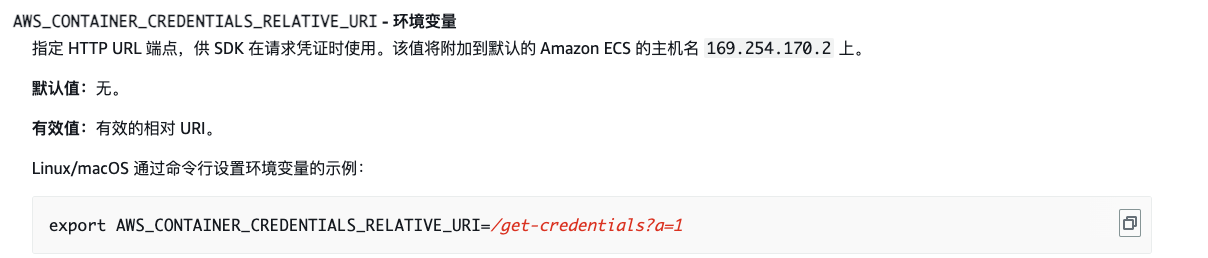 AWS_CONTAINER_CREDENTIALS_RELATIVE_URI - 环境变量
指定 HTTP URL 端点，供 SDK 在请求凭证时使用。该值将附加到默认的 Amazon ECS 的主机名 169.254.170.2 上。
默认值：无。
有效值：有效的相对 URI。
Linux/macOS 通过命令行设置环境变量的示例：
export AWS_CONTAINER_CREDENTIALS_RELATIVE_URI=/get-credentials?a=1